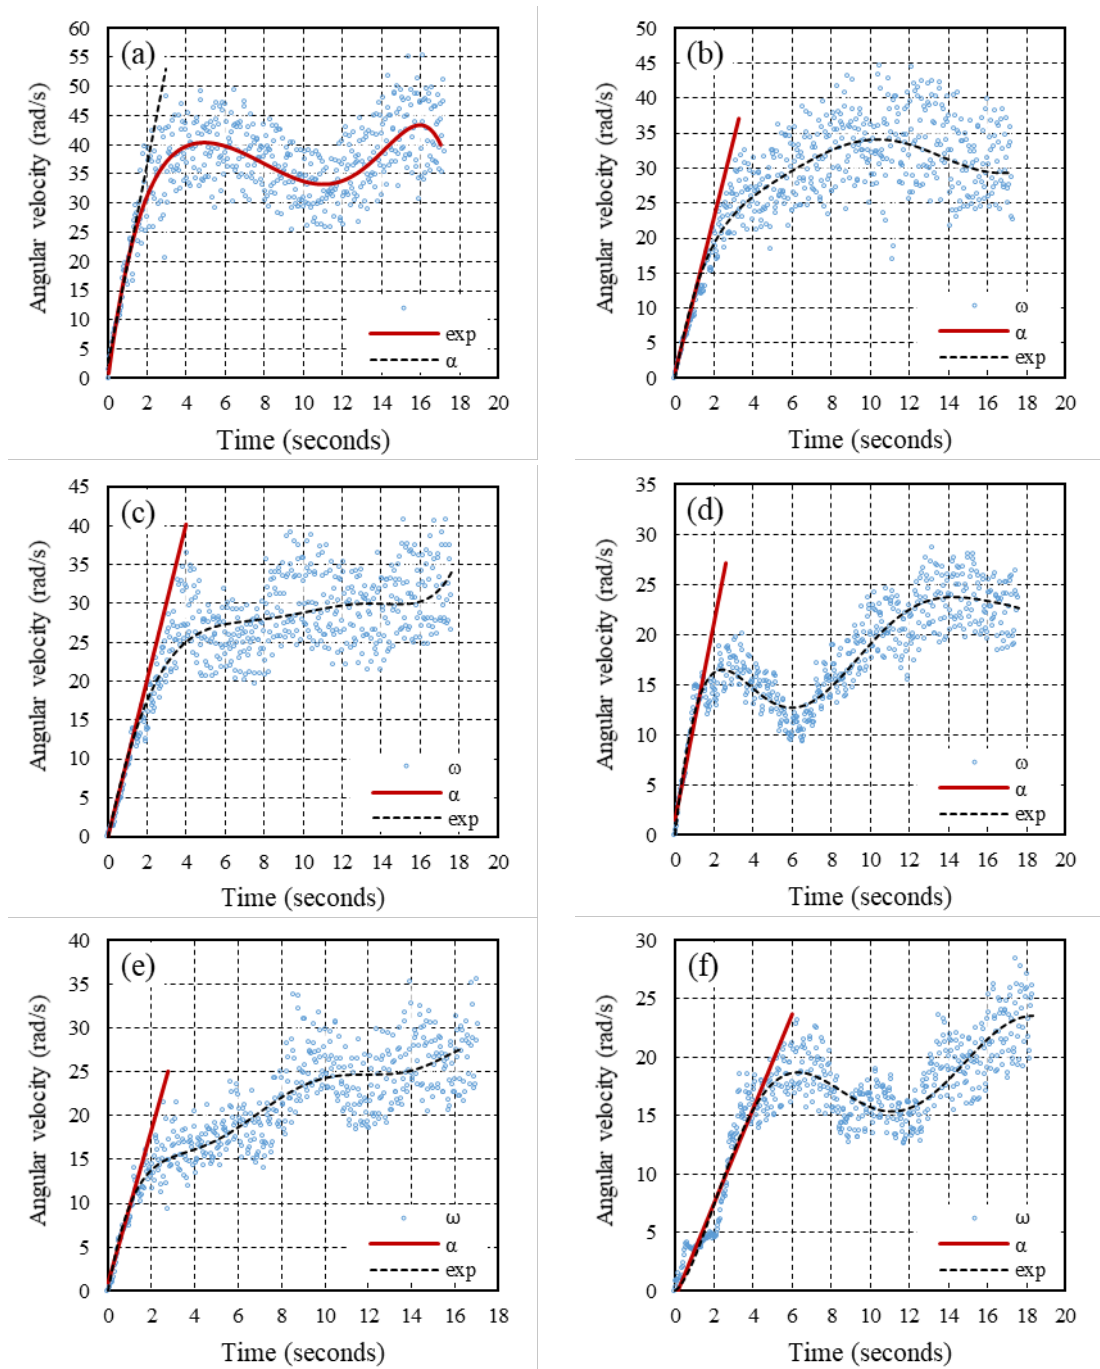 (a)
Angular velocity (rad/s)
60
55
50
45
40
35
30
25
20
15
10
5
0
exp
α
0 2 4 6 8 10 12 14 16 18 20
Time (seconds)
(b)
Angular velocity (rad/s)
50
45
40
35
30
25
20
15
10
5
0
ω
α
exp
0 2 4 6 8 10 12 14 16 18 20
Time (seconds)
(c)
Angular velocity (rad/s)
45
40
35
30
25
20
15
10
5
0
ω
α
exp
0 2 4 6 8 10 12 14 16 18 20
Time (seconds)
(d)
Angular velocity (rad/s)
35
30
25
20
15
10
5
0
ω
α
exp
0 2 4 6 8 10 12 14 16 18 20
Time (seconds)
(e)
Angular velocity (rad/s)
40
35
30
25
20
15
10
5
0
ω
α
exp
0 2 4 6 8 10 12 14 16 18
Time (seconds)
(f)
Angular velocity (rad/s)
30
25
20
15
10
5
0
ω
α
exp
0 2 4 6 8 10 12 14 16 18 20
Time (seconds)